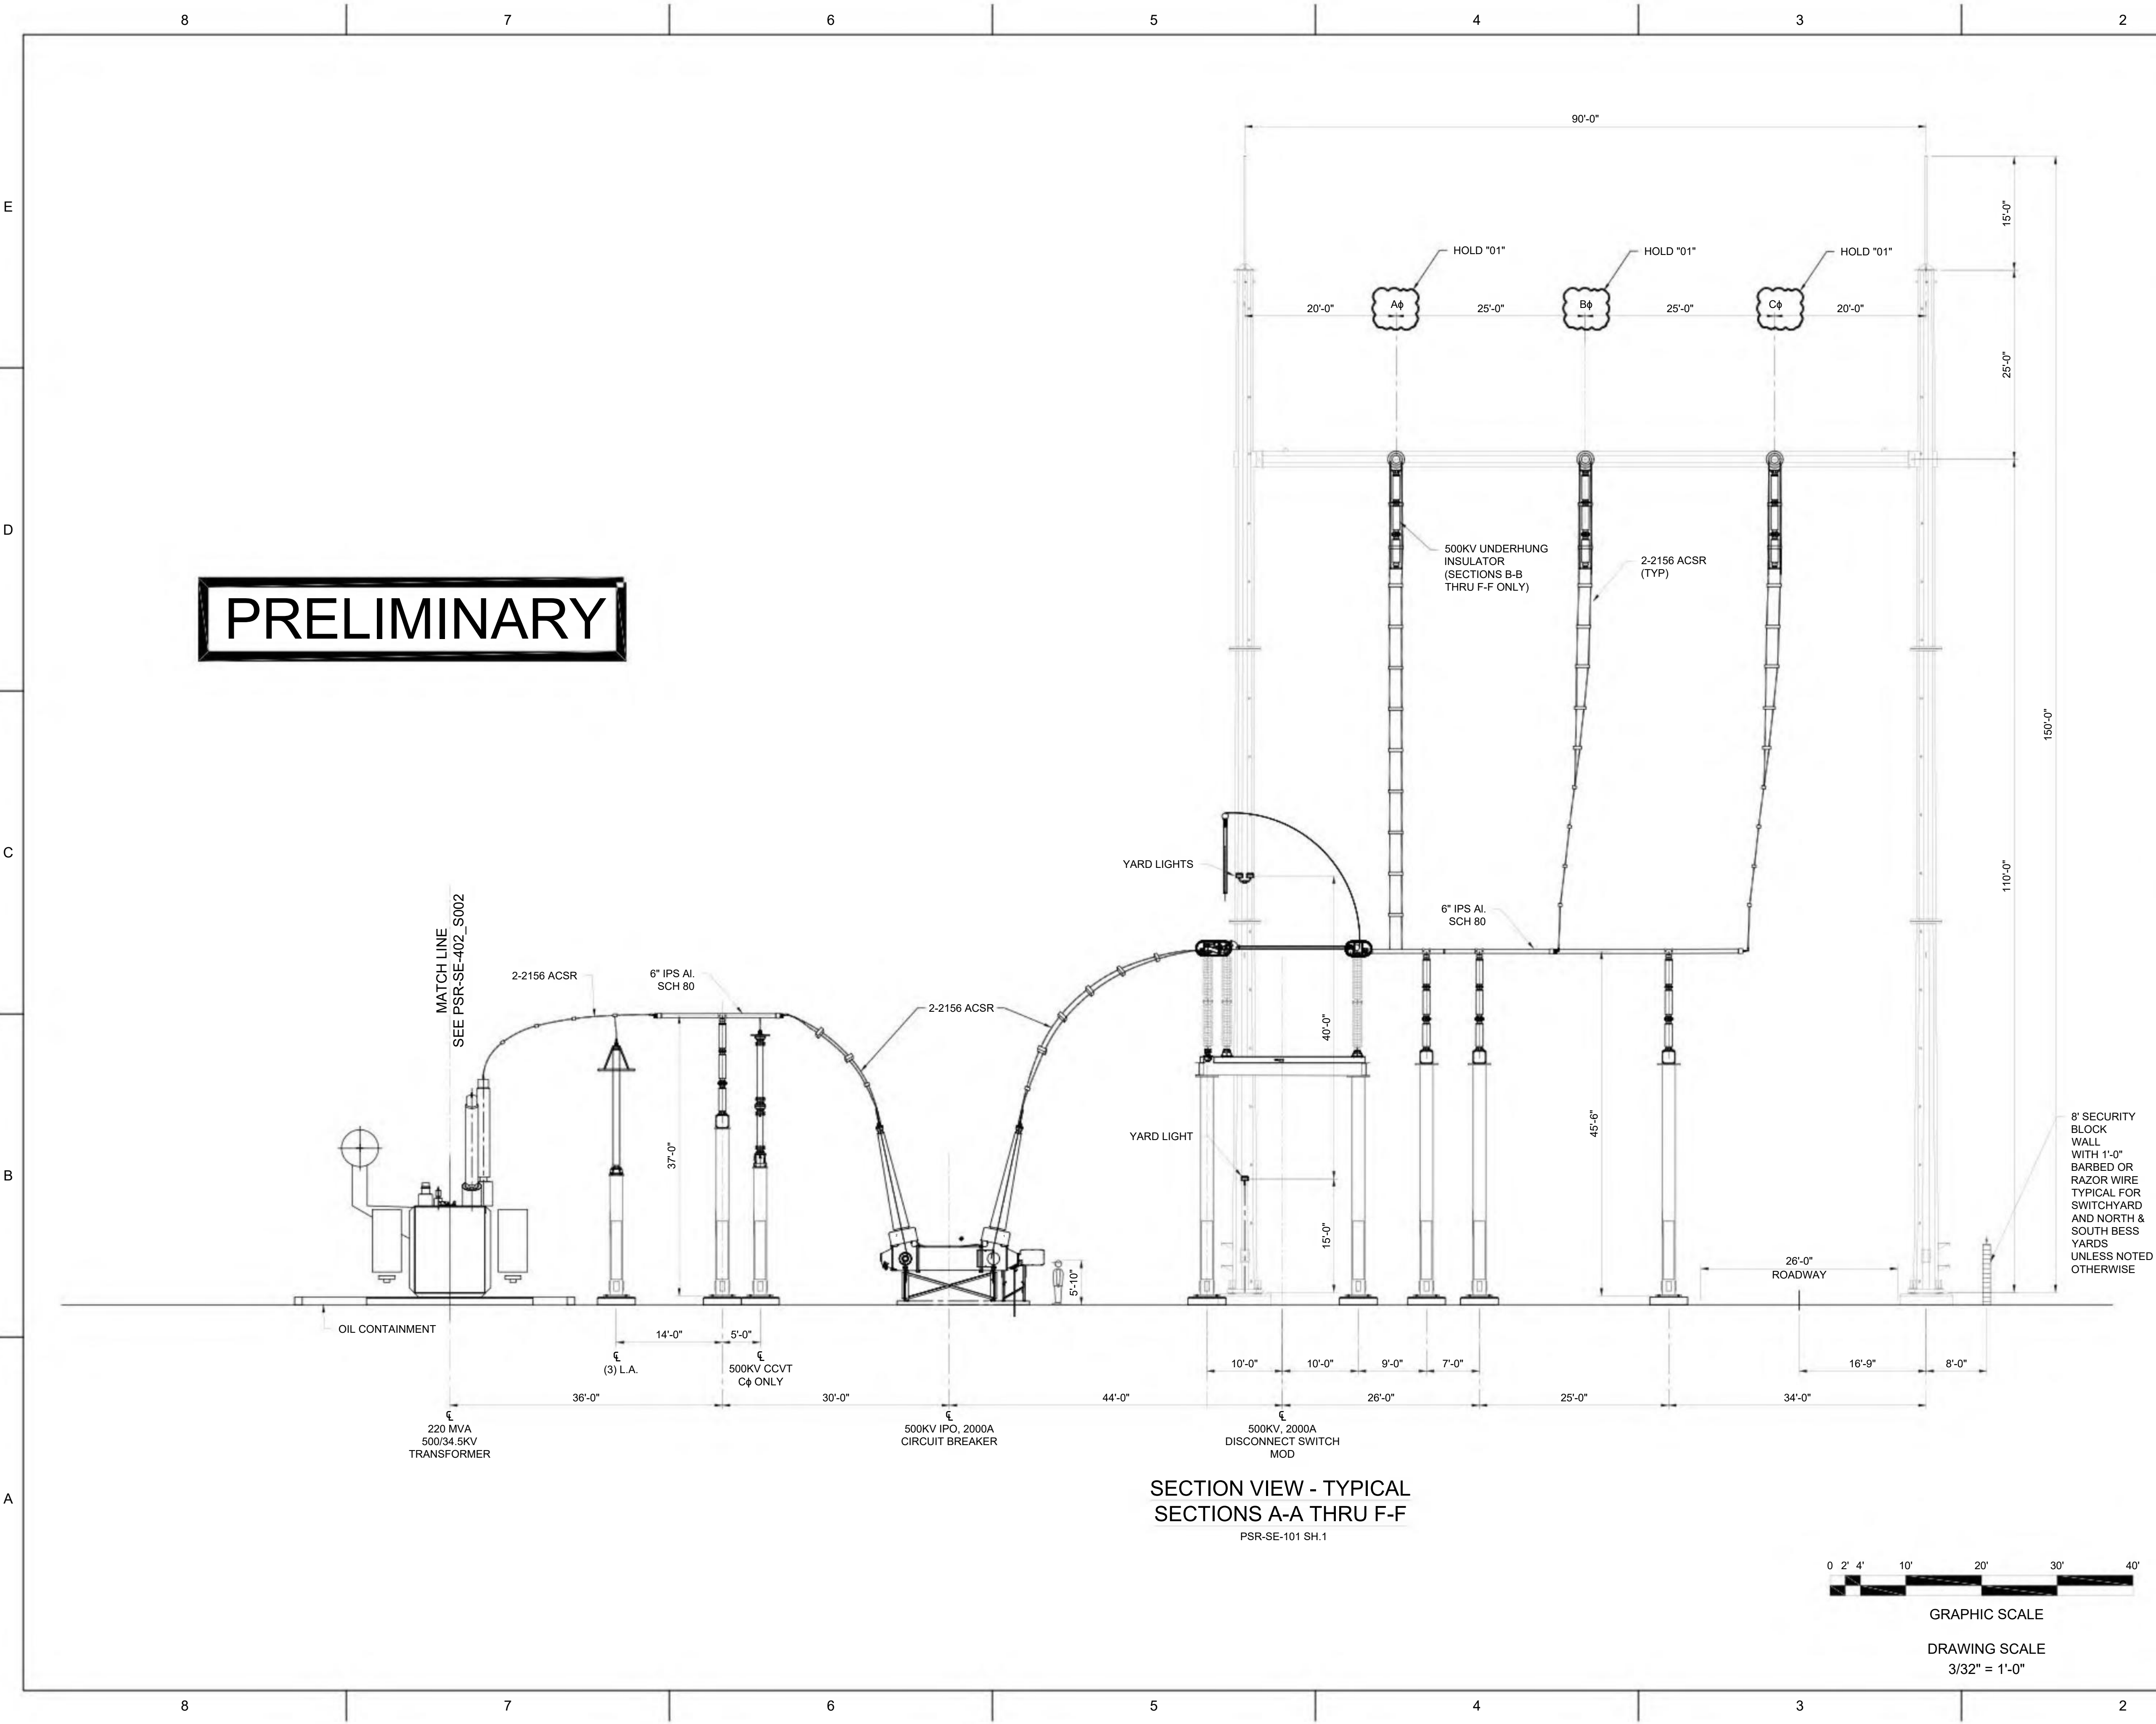 8 7 6 5 4 3 2
E
D
C
B
A
90'-0"
15'-0"
HOLD "01"
HOLD "01"
HOLD "01"
Aϕ
Bϕ
Cϕ
20'-0"
25'-0"
25'-0"
20'-0"
25'-0"
500KV UNDERHUNG
INSULATOR
(SECTIONS B-B
THRU F-F ONLY)
2-2156 ACSR
(TYP)
PRELIMINARY
150'-0"
110'-0"
YARD LIGHTS
6" IPS Al.
SCH 80
MATCH LINE
SEE PSR-SE-402_S002
2-2156 ACSR
6" IPS Al.
SCH 80
2-2156 ACSR
40'-0"
37'-0"
45'-6"
YARD LIGHT
15'-0"
5'-10"
8' SECURITY
BLOCK
WALL
WITH 1'-0"
BARBED OR
RAZOR WIRE
TYPICAL FOR
SWITCHYARD
AND NORTH &
SOUTH BESS
YARDS
UNLESS NOTED
OTHERWISE
26'-0"
ROADWAY
OIL CONTAINMENT
14'-0"
5'-0"
℄
(3) L.A.
℄
500KV CCVT
Cϕ ONLY
10'-0"
10'-0"
9'-0"
7'-0"
16'-9"
8'-0"
36'-0"
30'-0"
44'-0"
26'-0"
25'-0"
34'-0"
℄
220 MVA
500/34.5KV
TRANSFORMER
℄
500KV IPO, 2000A
CIRCUIT BREAKER
℄
500KV, 2000A
DISCONNECT SWITCH
MOD
SECTION VIEW - TYPICAL
SECTIONS A-A THRU F-F
PSR-SE-101 SH.1
0 2' 4' 10' 20' 30' 40'
GRAPHIC SCALE
DRAWING SCALE
3/32" = 1'-0"
8 7 6 5 4 3 2